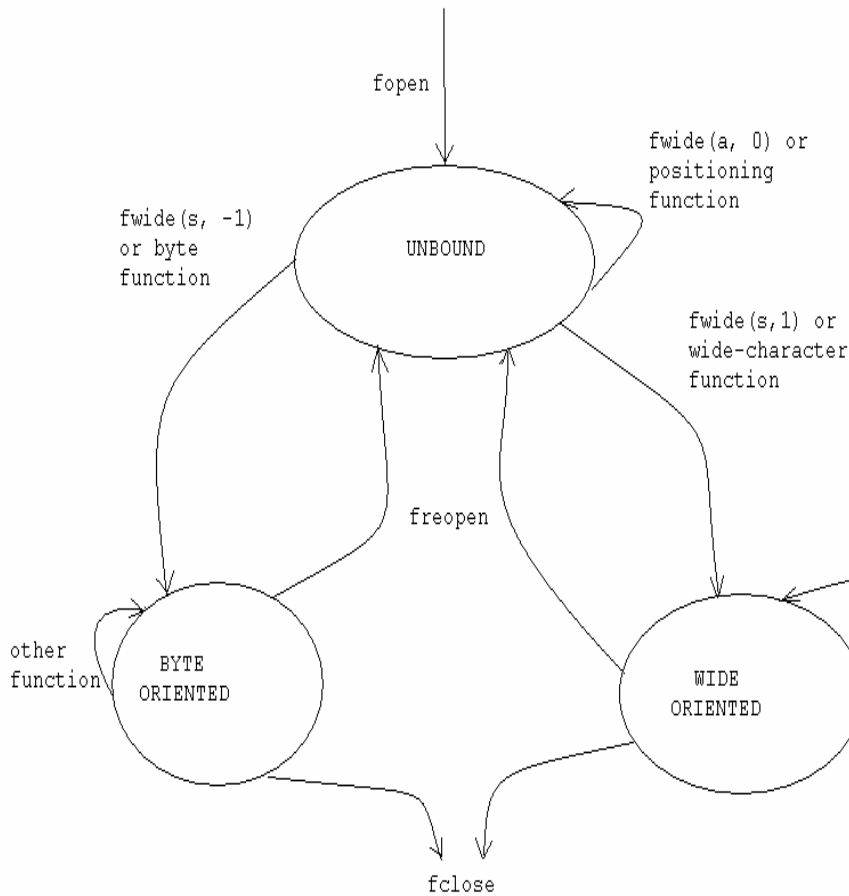 fopen
fwide(a, 0) or
positioning
function
fwide(s, -1)
or byte
function
UNBOUND
fwide(s,1) or
wide-character
function
freopen
other
function
BYTE
ORIENTED
WIDE
ORIENTED
fclose